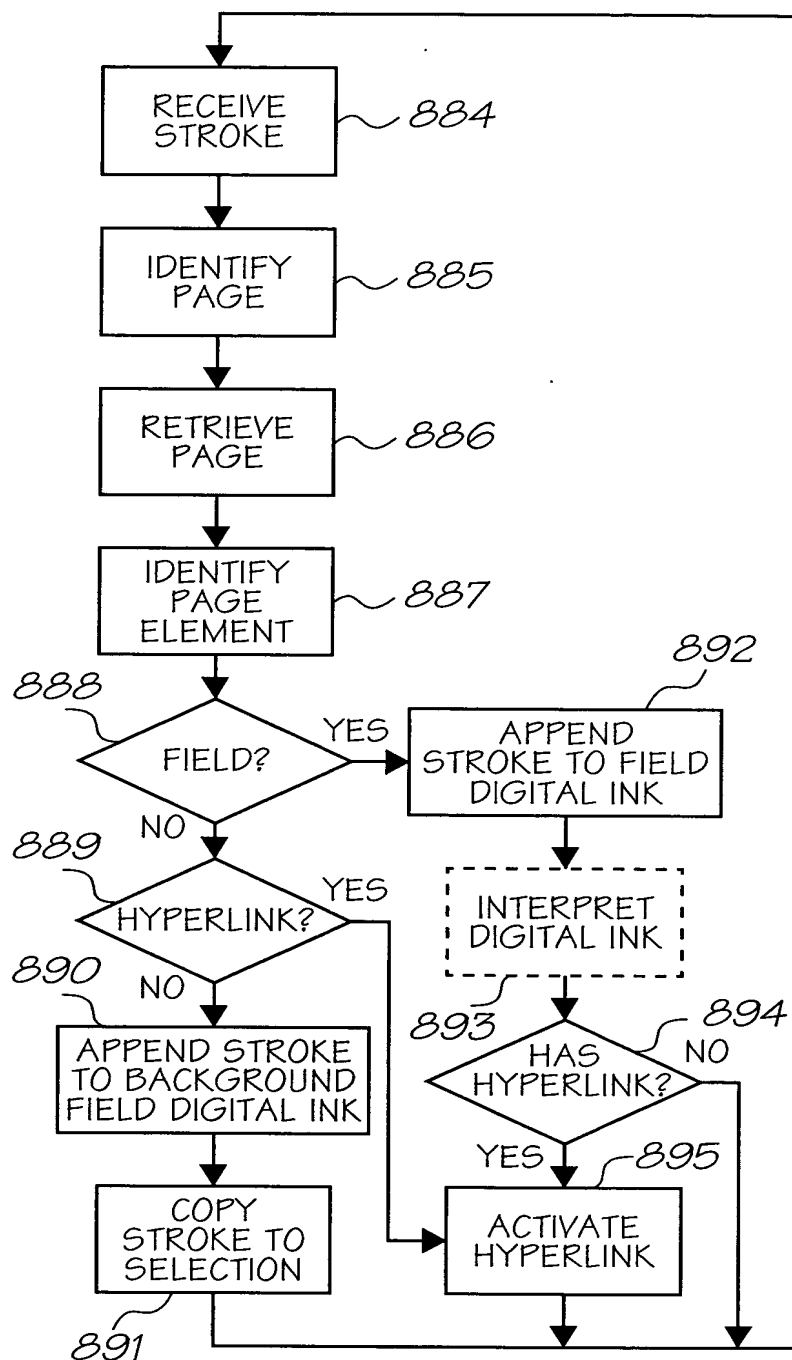 RECEIVE
STROKE
884
IDENTIFY
PAGE
885
RETRIEVE
PAGE
886
IDENTIFY
PAGE
ELEMENT
887
888
FIELD?
YES
NO
892
APPEND
STROKE TO FIELD
DIGITAL INK
889
HYPERLINK?
YES
NO
INTERPRET
DIGITAL INK
893
890
APPEND STROKE
TO BACKGROUND
FIELD DIGITAL INK
894
HAS
HYPERLINK?
NO
YES
895
COPY
STROKE TO
SELECTION
891
ACTIVATE
HYPERLINK